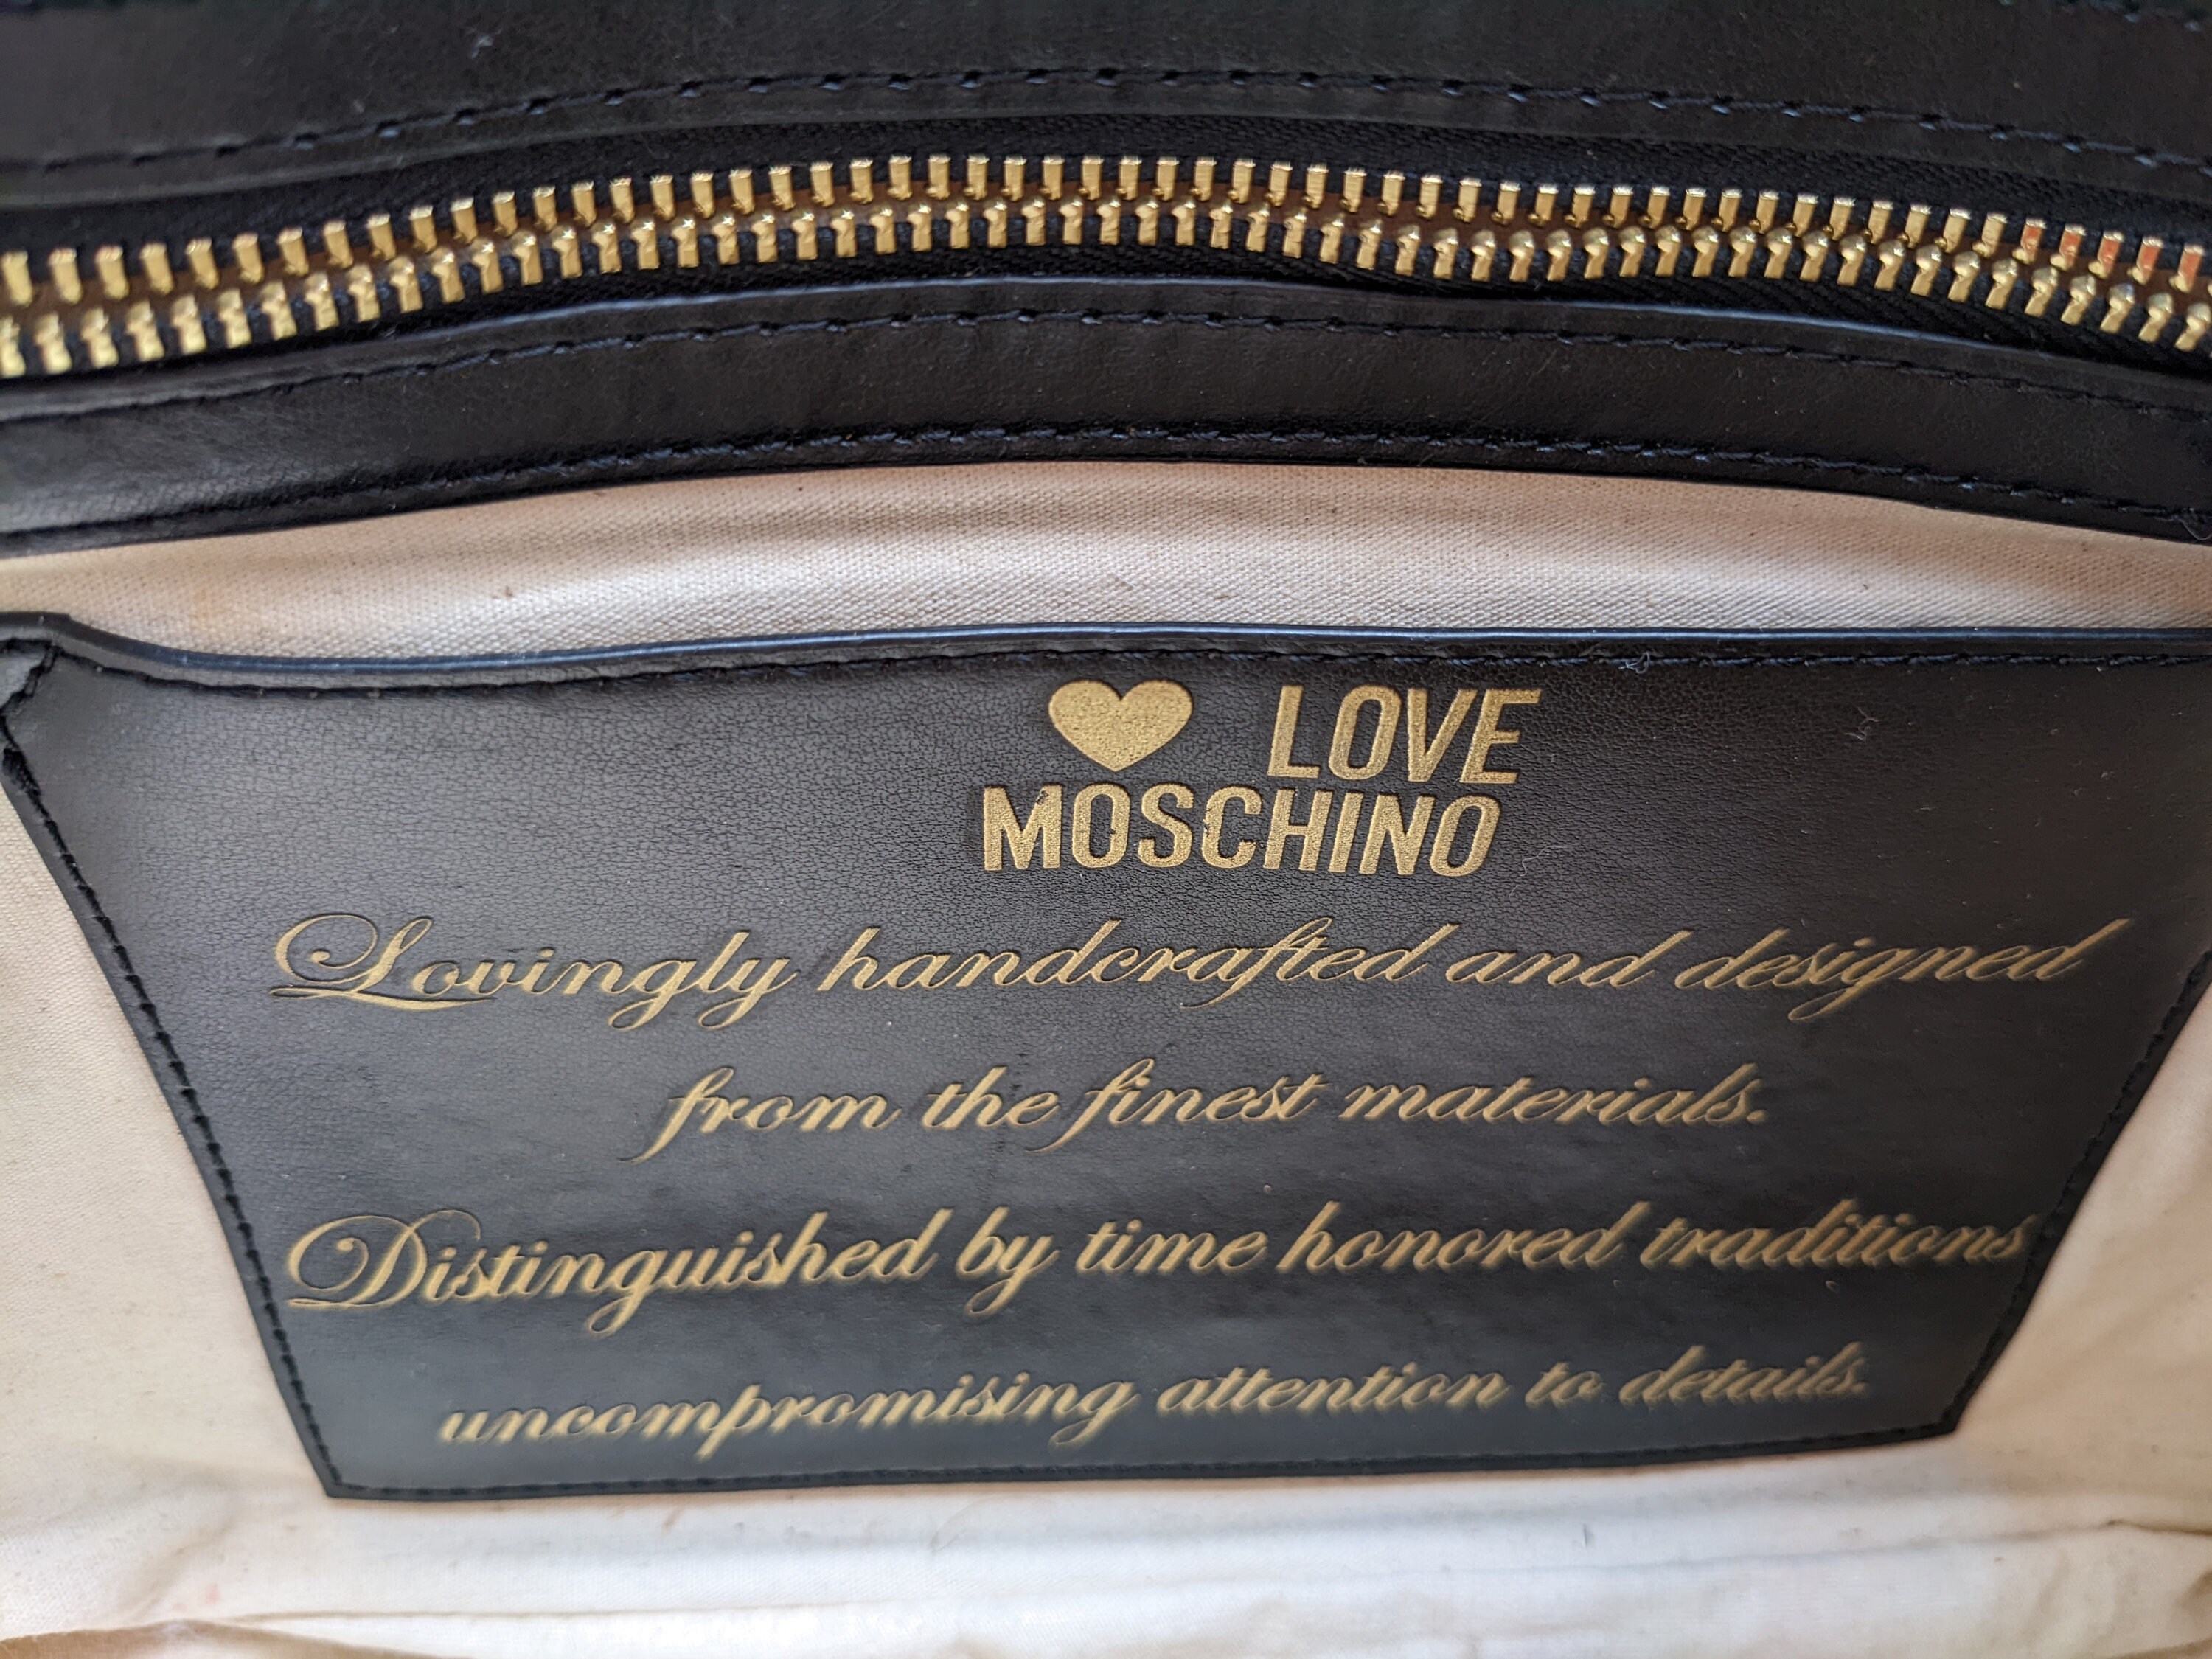 LOVE
MOSCHINO
Lovingly handcrafted and designed
from the finest materials.
Distinguished by time honored traditions
uncompromising attention to details.